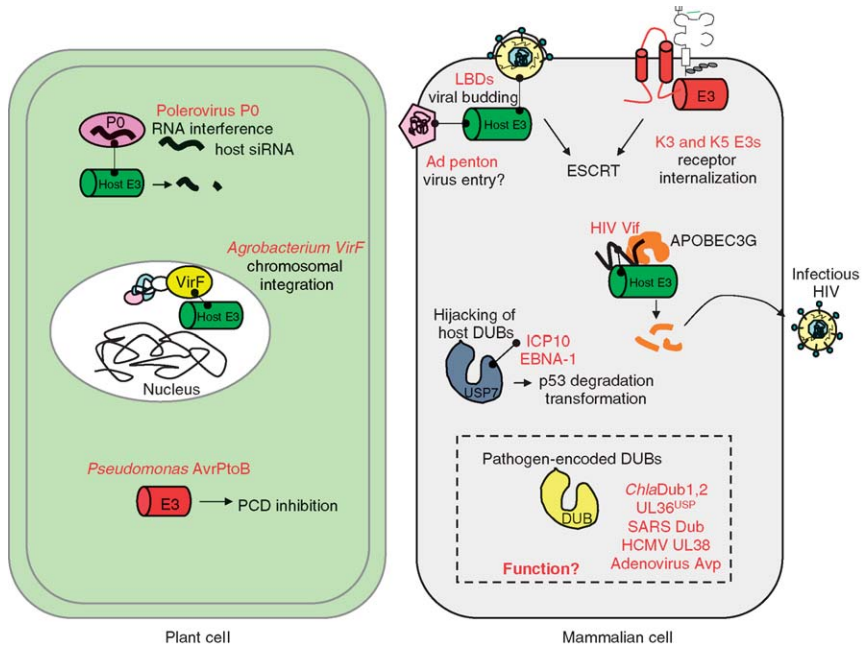 P0
Polerovirus P0
RNA interference
host siRNA
Host E3
Agrobacterium VirF
chromosomal
integration
VirF
Host E3
Nucleus
Pseudomonas AvrPtoB
E3
PCD inhibition
Plant cell
LBDs
viral budding
Host E3
Ad penton
virus entry?
ESCRT
E3
K3 and K5 E3s
receptor
internalization
HIV Vif
APOBEC3G
Host E3
Infectious
HIV
Hijacking of
host DUBs
ICP10
EBNA-1
USP7
p53 degradation
transformation
Pathogen-encoded DUBs
DUB
ChlaDub1,2
UL36USP
SARS Dub
HCMV UL38
Adenovirus Avp
Function?
Mammalian cell